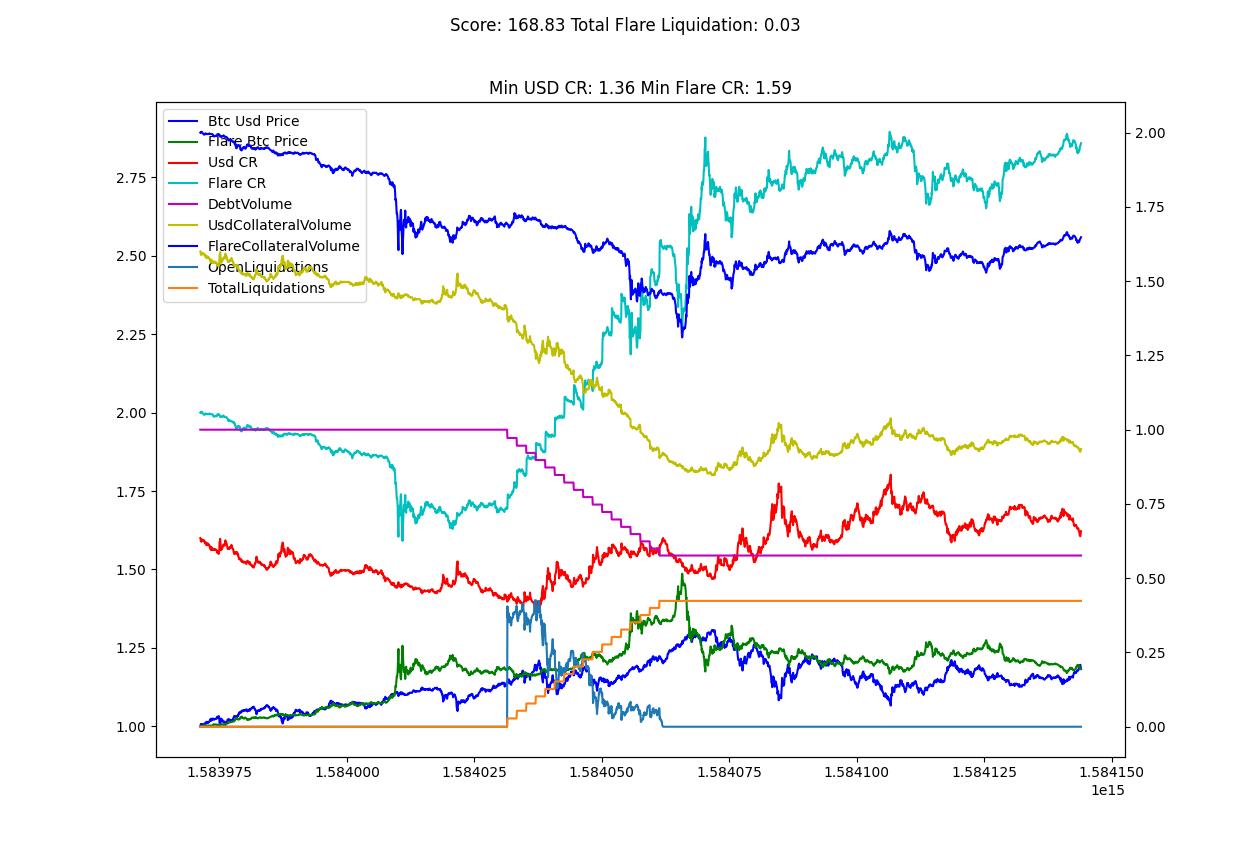 Score: 168.83 Total Flare Liquidation: 0.03
Min USD CR: 1.36 Min Flare CR: 1.59
Btc Usd Price
Flare Btc Price
Usd CR
Flare CR
DebtVolume
UsdCollateralVolume
FlareCollateralVolume
OpenLiquidations
TotalLiquidations
2.75
2.50
2.25
2.00
1.75
1.50
1.25
1.00
2.00
1.75
1.50
1.25
1.00
0.75
0.50
0.25
0.00
1.583975 1.584000 1.584025 1.584050 1.584075 1.584100 1.584125 1.584150
1e15